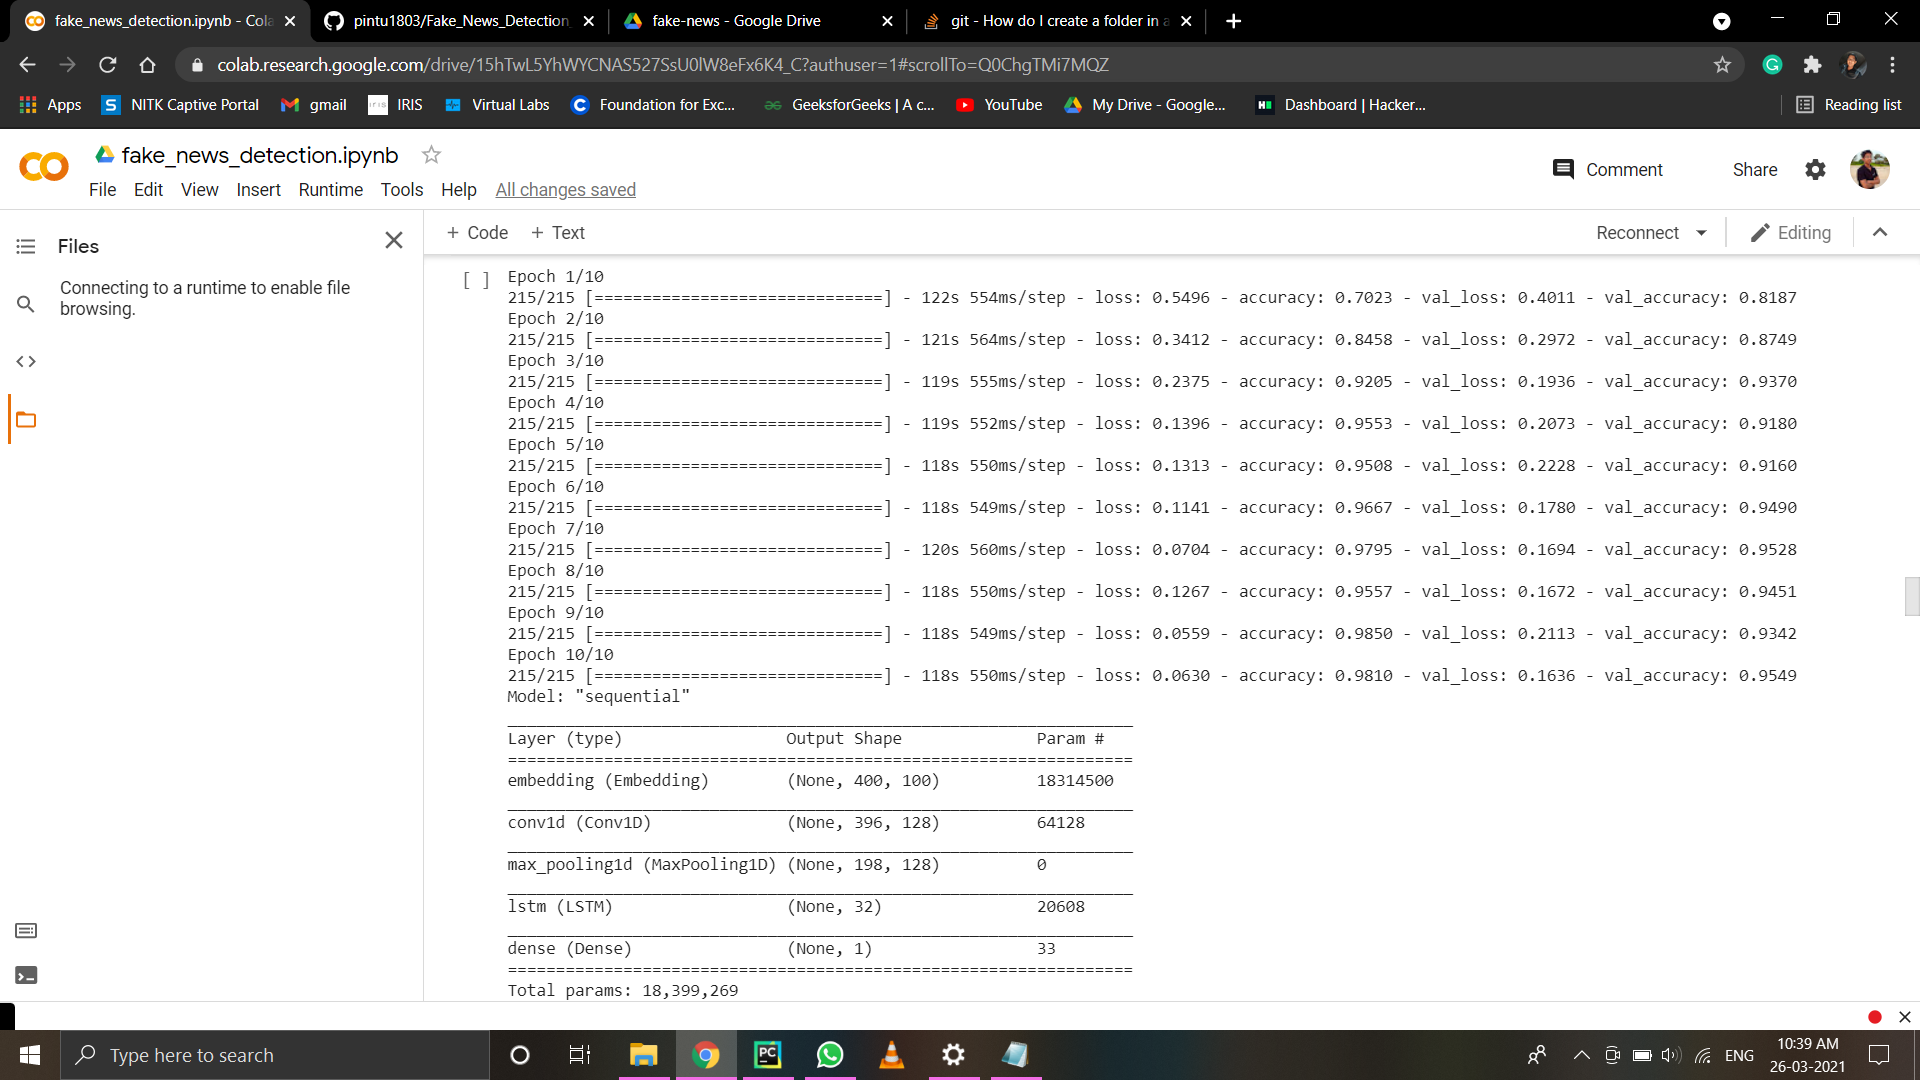 fake_news_detection.ipynb - Cola
pintu1803/Fake_News_Detection
fake-news - Google Drive
git - How do I create a folder in a
colab.research.google.com/drive/15hTwL5YhWYCNAS527SsU0lW8eFx6K4_C?authuser=1#scrollTo=Q0ChgTMi7MQZ
Apps
NITK Captive Portal
gmail
IRIS
Virtual Labs
Foundation for Exc...
GeeksforGeeks | A c...
YouTube
My Drive - Google...
Dashboard | Hacker...
Reading list
fake_news_detection.ipynb
Comment
Share
File Edit View Insert Runtime Tools Help All changes saved
Files
Connecting to a runtime to enable file
browsing.
+ Code + Text
Reconnect
Editing
[ ]
Epoch 1/10
215/215 [==============================] - 122s 554ms/step - loss: 0.5496 - accuracy: 0.7023 - val_loss: 0.4011 - val_accuracy: 0.8187
Epoch 2/10
215/215 [==============================] - 121s 564ms/step - loss: 0.3412 - accuracy: 0.8458 - val_loss: 0.2972 - val_accuracy: 0.8749
Epoch 3/10
215/215 [==============================] - 119s 555ms/step - loss: 0.2375 - accuracy: 0.9205 - val_loss: 0.1936 - val_accuracy: 0.9370
Epoch 4/10
215/215 [==============================] - 119s 552ms/step - loss: 0.1396 - accuracy: 0.9553 - val_loss: 0.2073 - val_accuracy: 0.9180
Epoch 5/10
215/215 [==============================] - 118s 550ms/step - loss: 0.1313 - accuracy: 0.9508 - val_loss: 0.2228 - val_accuracy: 0.9160
Epoch 6/10
215/215 [==============================] - 118s 549ms/step - loss: 0.1141 - accuracy: 0.9667 - val_loss: 0.1780 - val_accuracy: 0.9490
Epoch 7/10
215/215 [==============================] - 120s 560ms/step - loss: 0.0704 - accuracy: 0.9795 - val_loss: 0.1694 - val_accuracy: 0.9528
Epoch 8/10
215/215 [==============================] - 118s 550ms/step - loss: 0.1267 - accuracy: 0.9557 - val_loss: 0.1672 - val_accuracy: 0.9451
Epoch 9/10
215/215 [==============================] - 118s 549ms/step - loss: 0.0559 - accuracy: 0.9850 - val_loss: 0.2113 - val_accuracy: 0.9342
Epoch 10/10
215/215 [==============================] - 118s 550ms/step - loss: 0.0630 - accuracy: 0.9810 - val_loss: 0.1636 - val_accuracy: 0.9549
Model: "sequential"
_________________________________________________________________
Layer (type) Output Shape Param #
=================================================================
embedding (Embedding) (None, 400, 100) 18314500
_________________________________________________________________
conv1d (Conv1D) (None, 396, 128) 64128
_________________________________________________________________
max_pooling1d (MaxPooling1D) (None, 198, 128) 0
_________________________________________________________________
lstm (LSTM) (None, 32) 20608
_________________________________________________________________
dense (Dense) (None, 1) 33
=================================================================
Total params: 18,399,269
Type here to search
ENG
10:39 AM
26-03-2021